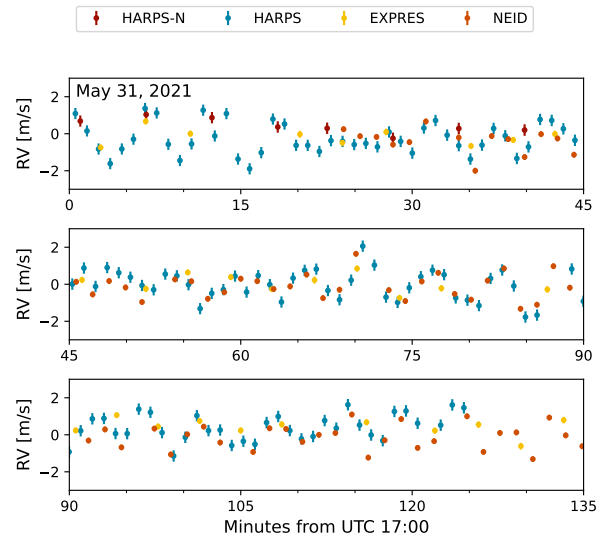 HARPS-N HARPS EXPRES NEID
May 31, 2021
RV [m/s]
2
0
−2
0 15 30 45
RV [m/s]
2
0
−2
45 60 75 90
RV [m/s]
2
0
−2
90 105 120 135
Minutes from UTC 17:00